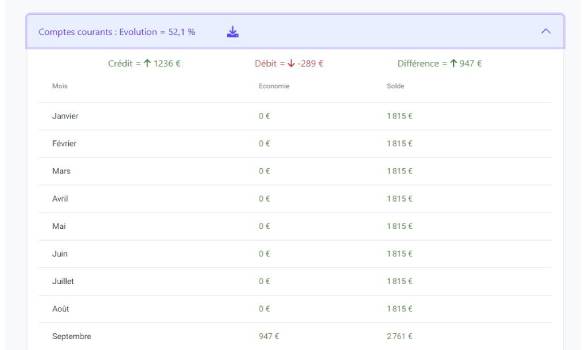 Comptes courants : Evolution = 52,1 %
Crédit = ↑ 1236 € Débit = ↓ -289 € Différence = ↑ 947 €
Mois Economie Solde
Janvier 0 € 1 815 €
Février 0 € 1 815 €
Mars 0 € 1 815 €
Avril 0 € 1 815 €
Mai 0 € 1 815 €
Juin 0 € 1 815 €
Juillet 0 € 1 815 €
Août 0 € 1 815 €
Septembre 947 € 2 761 €